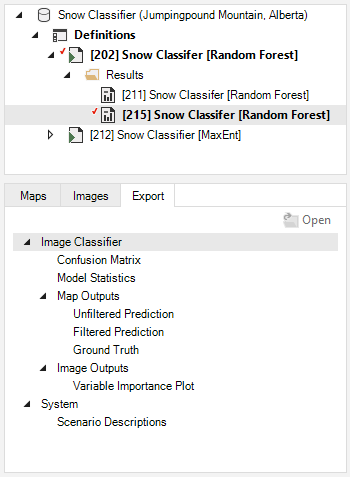 Snow Classifier (Jumpingpound Mountain, Alberta)
Definitions
[202] Snow Classifer [Random Forest]
Results
[211] Snow Classifer [Random Forest]
[215] Snow Classifer [Random Forest]
[212] Snow Classifier [MaxEnt]
Maps Images Export
Open
Image Classifier
Confusion Matrix
Model Statistics
Map Outputs
Unfiltered Prediction
Filtered Prediction
Ground Truth
Image Outputs
Variable Importance Plot
System
Scenario Descriptions